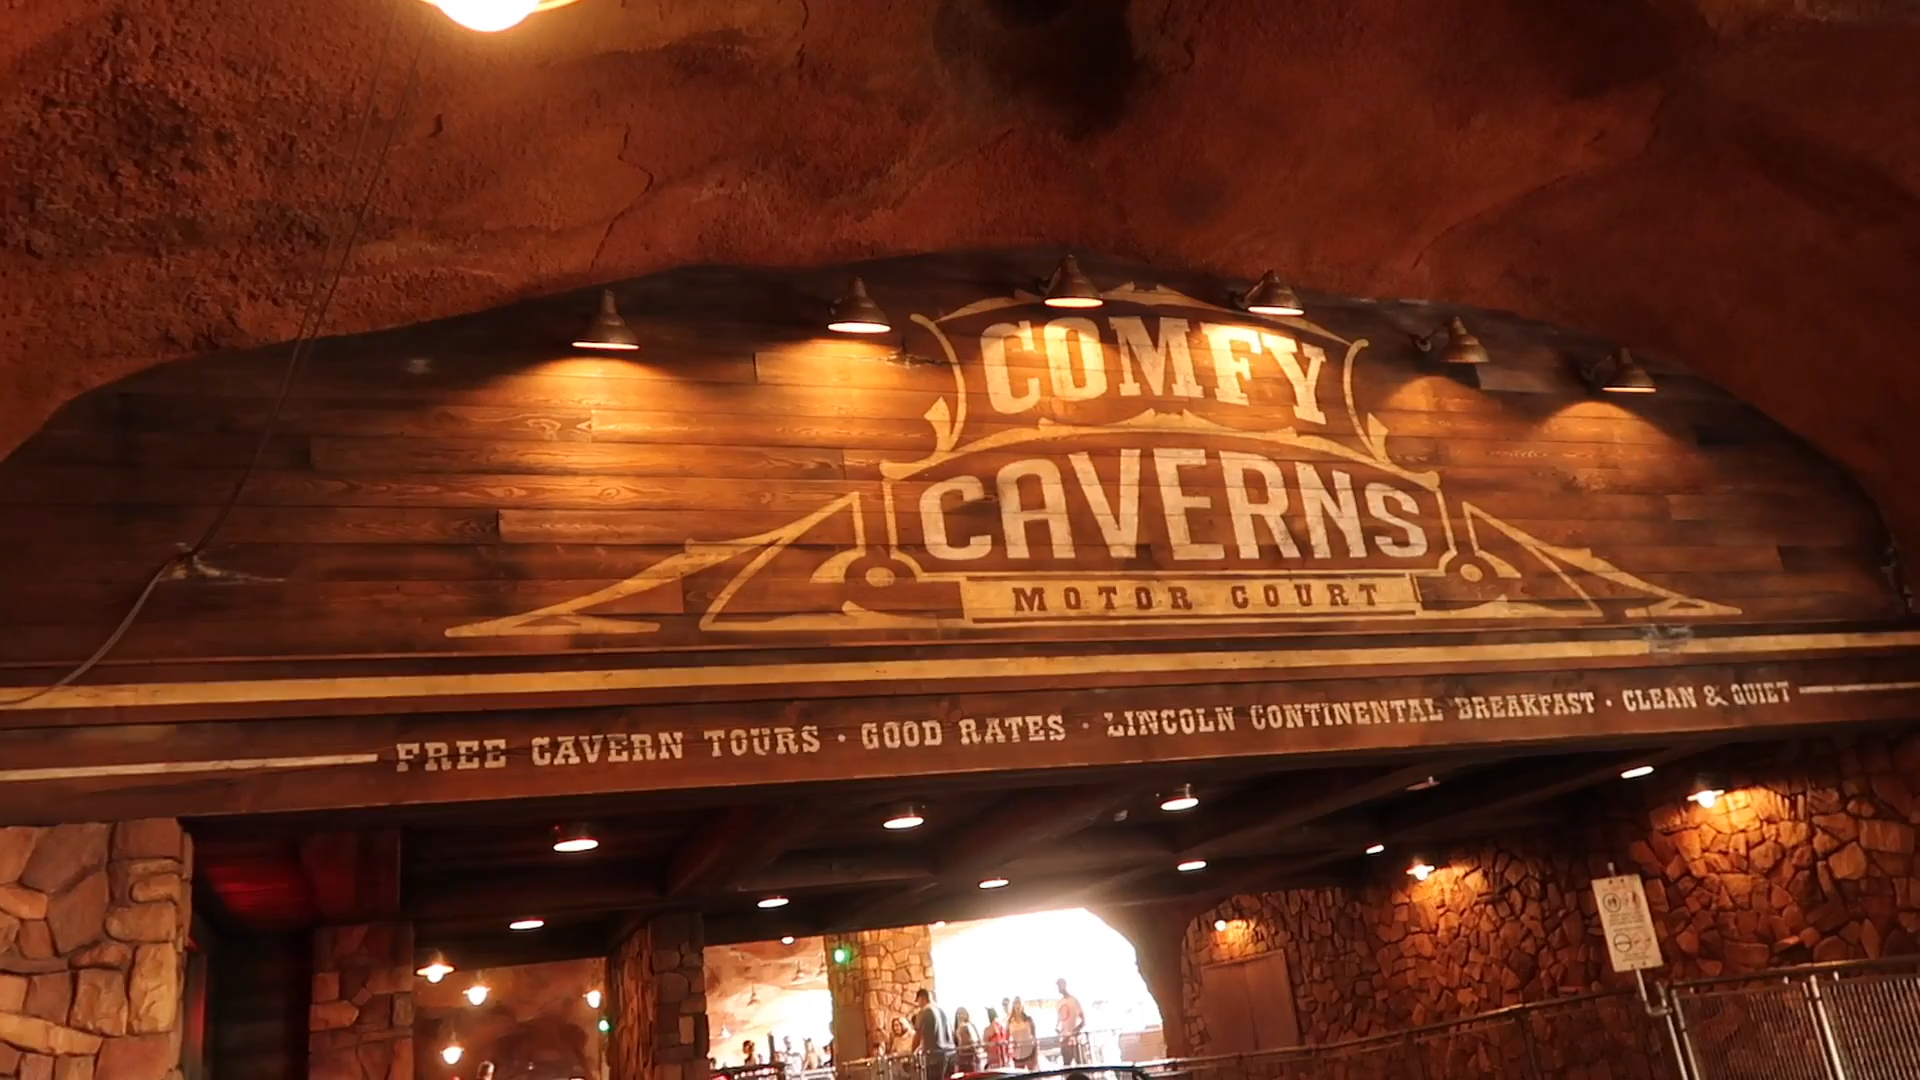 COMFY
CAVERNS
MOTOR COURT
FREE CAVERN TOURS · GOOD RATES · LINCOLN CONTINENTAL BREAKFAST · CLEAN & QUIET